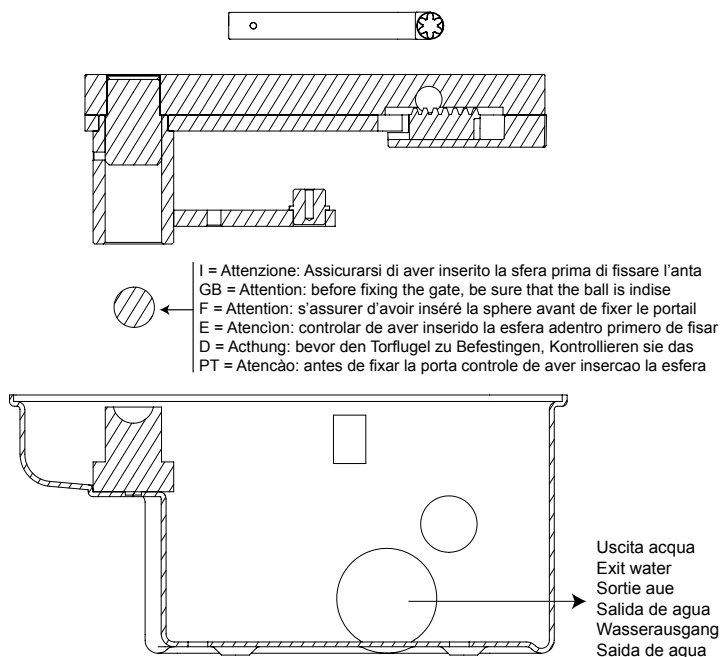 I = Attenzione: Assicurarsi di aver inserito la sfera prima di fissare l'anta
GB = Attention: before fixing the gate, be sure that the ball is indise
F = Attention: s'assurer d'avoir inséré la sphere avant de fixer le portail
E = Atenciòn: controlar de aver inserido la esfera adentro primero de fisar
D = Acthung: bevor den Torflugel zu Befestingen, Kontrollieren sie das
PT = Atencào: antes de fixar la porta controle de aver insercao la esfera
Uscita acqua
Exit water
Sortie aue
Salida de agua
Wasserausgang
Saida de agua